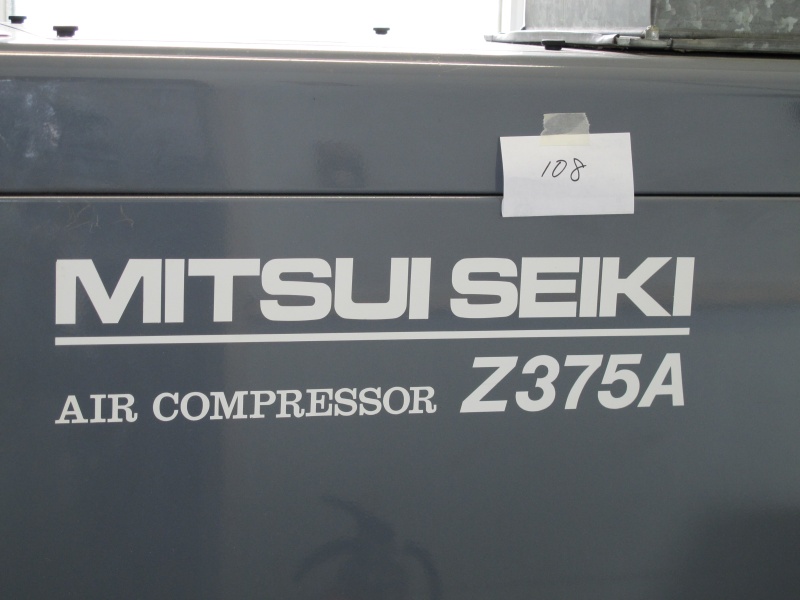 108
MITSUI SEIKI
AIR COMPRESSOR Z375A